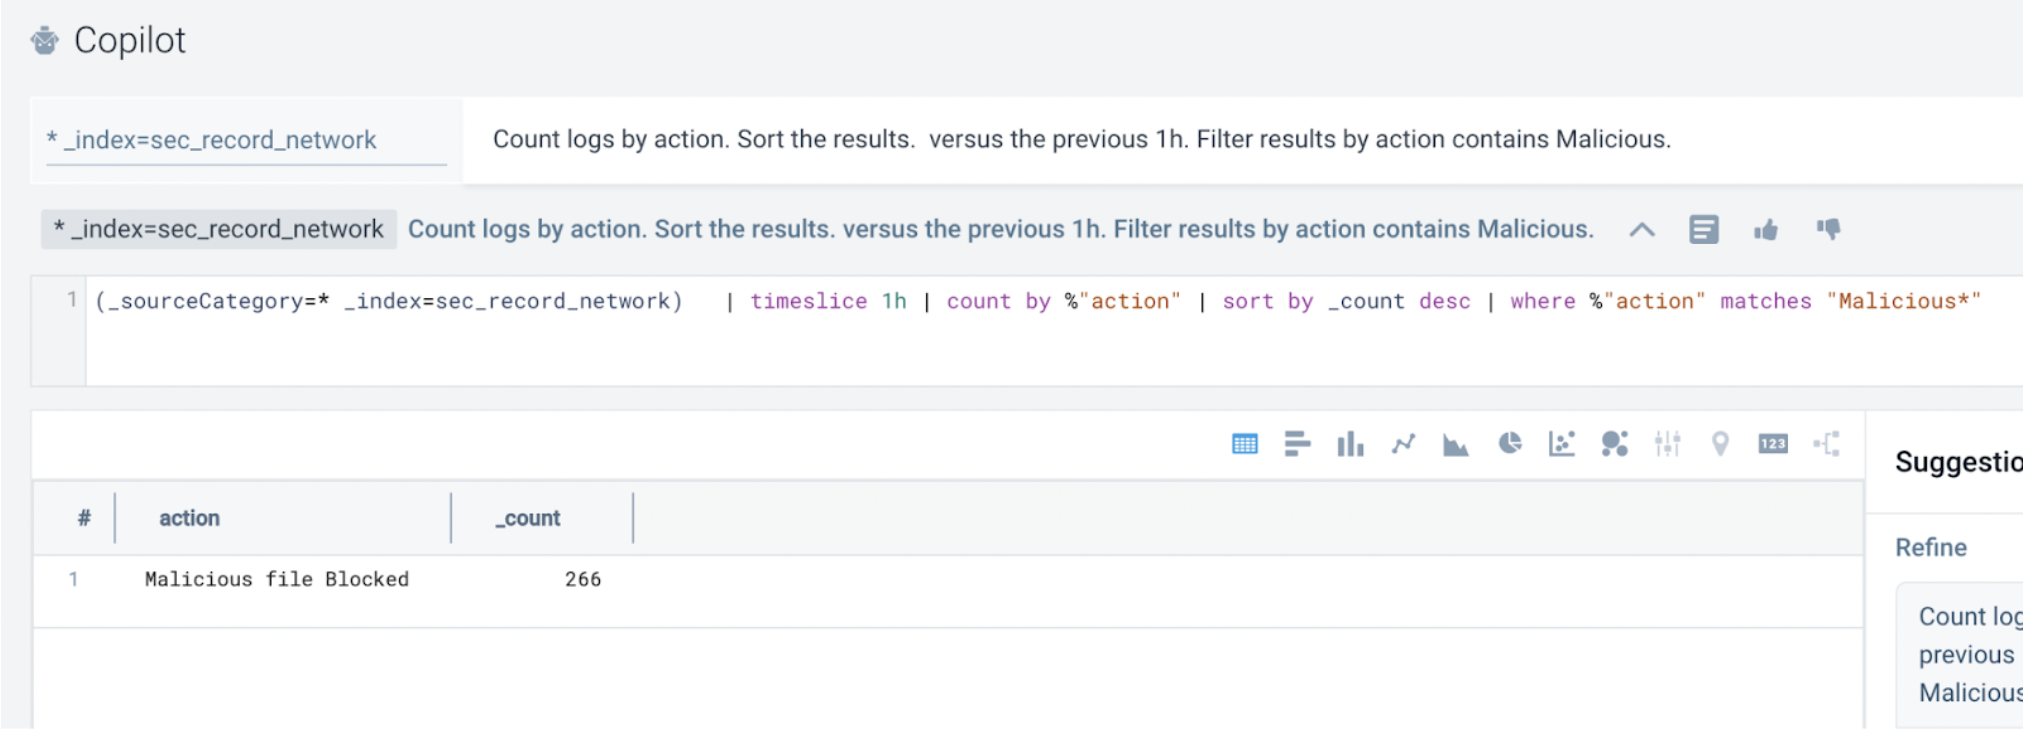 Copilot
* _index=sec_record_network
Count logs by action. Sort the results.  versus the previous 1h. Filter results by action contains Malicious.
* _index=sec_record_network Count logs by action. Sort the results. versus the previous 1h. Filter results by action contains Malicious.
1 (_sourceCategory=* _index=sec_record_network)   | timeslice 1h | count by %"action" | sort by _count desc | where %"action" matches "Malicious*"
123
Suggestio
# action _count
Refine
1 Malicious file Blocked 266
Count log
previous
Malicious